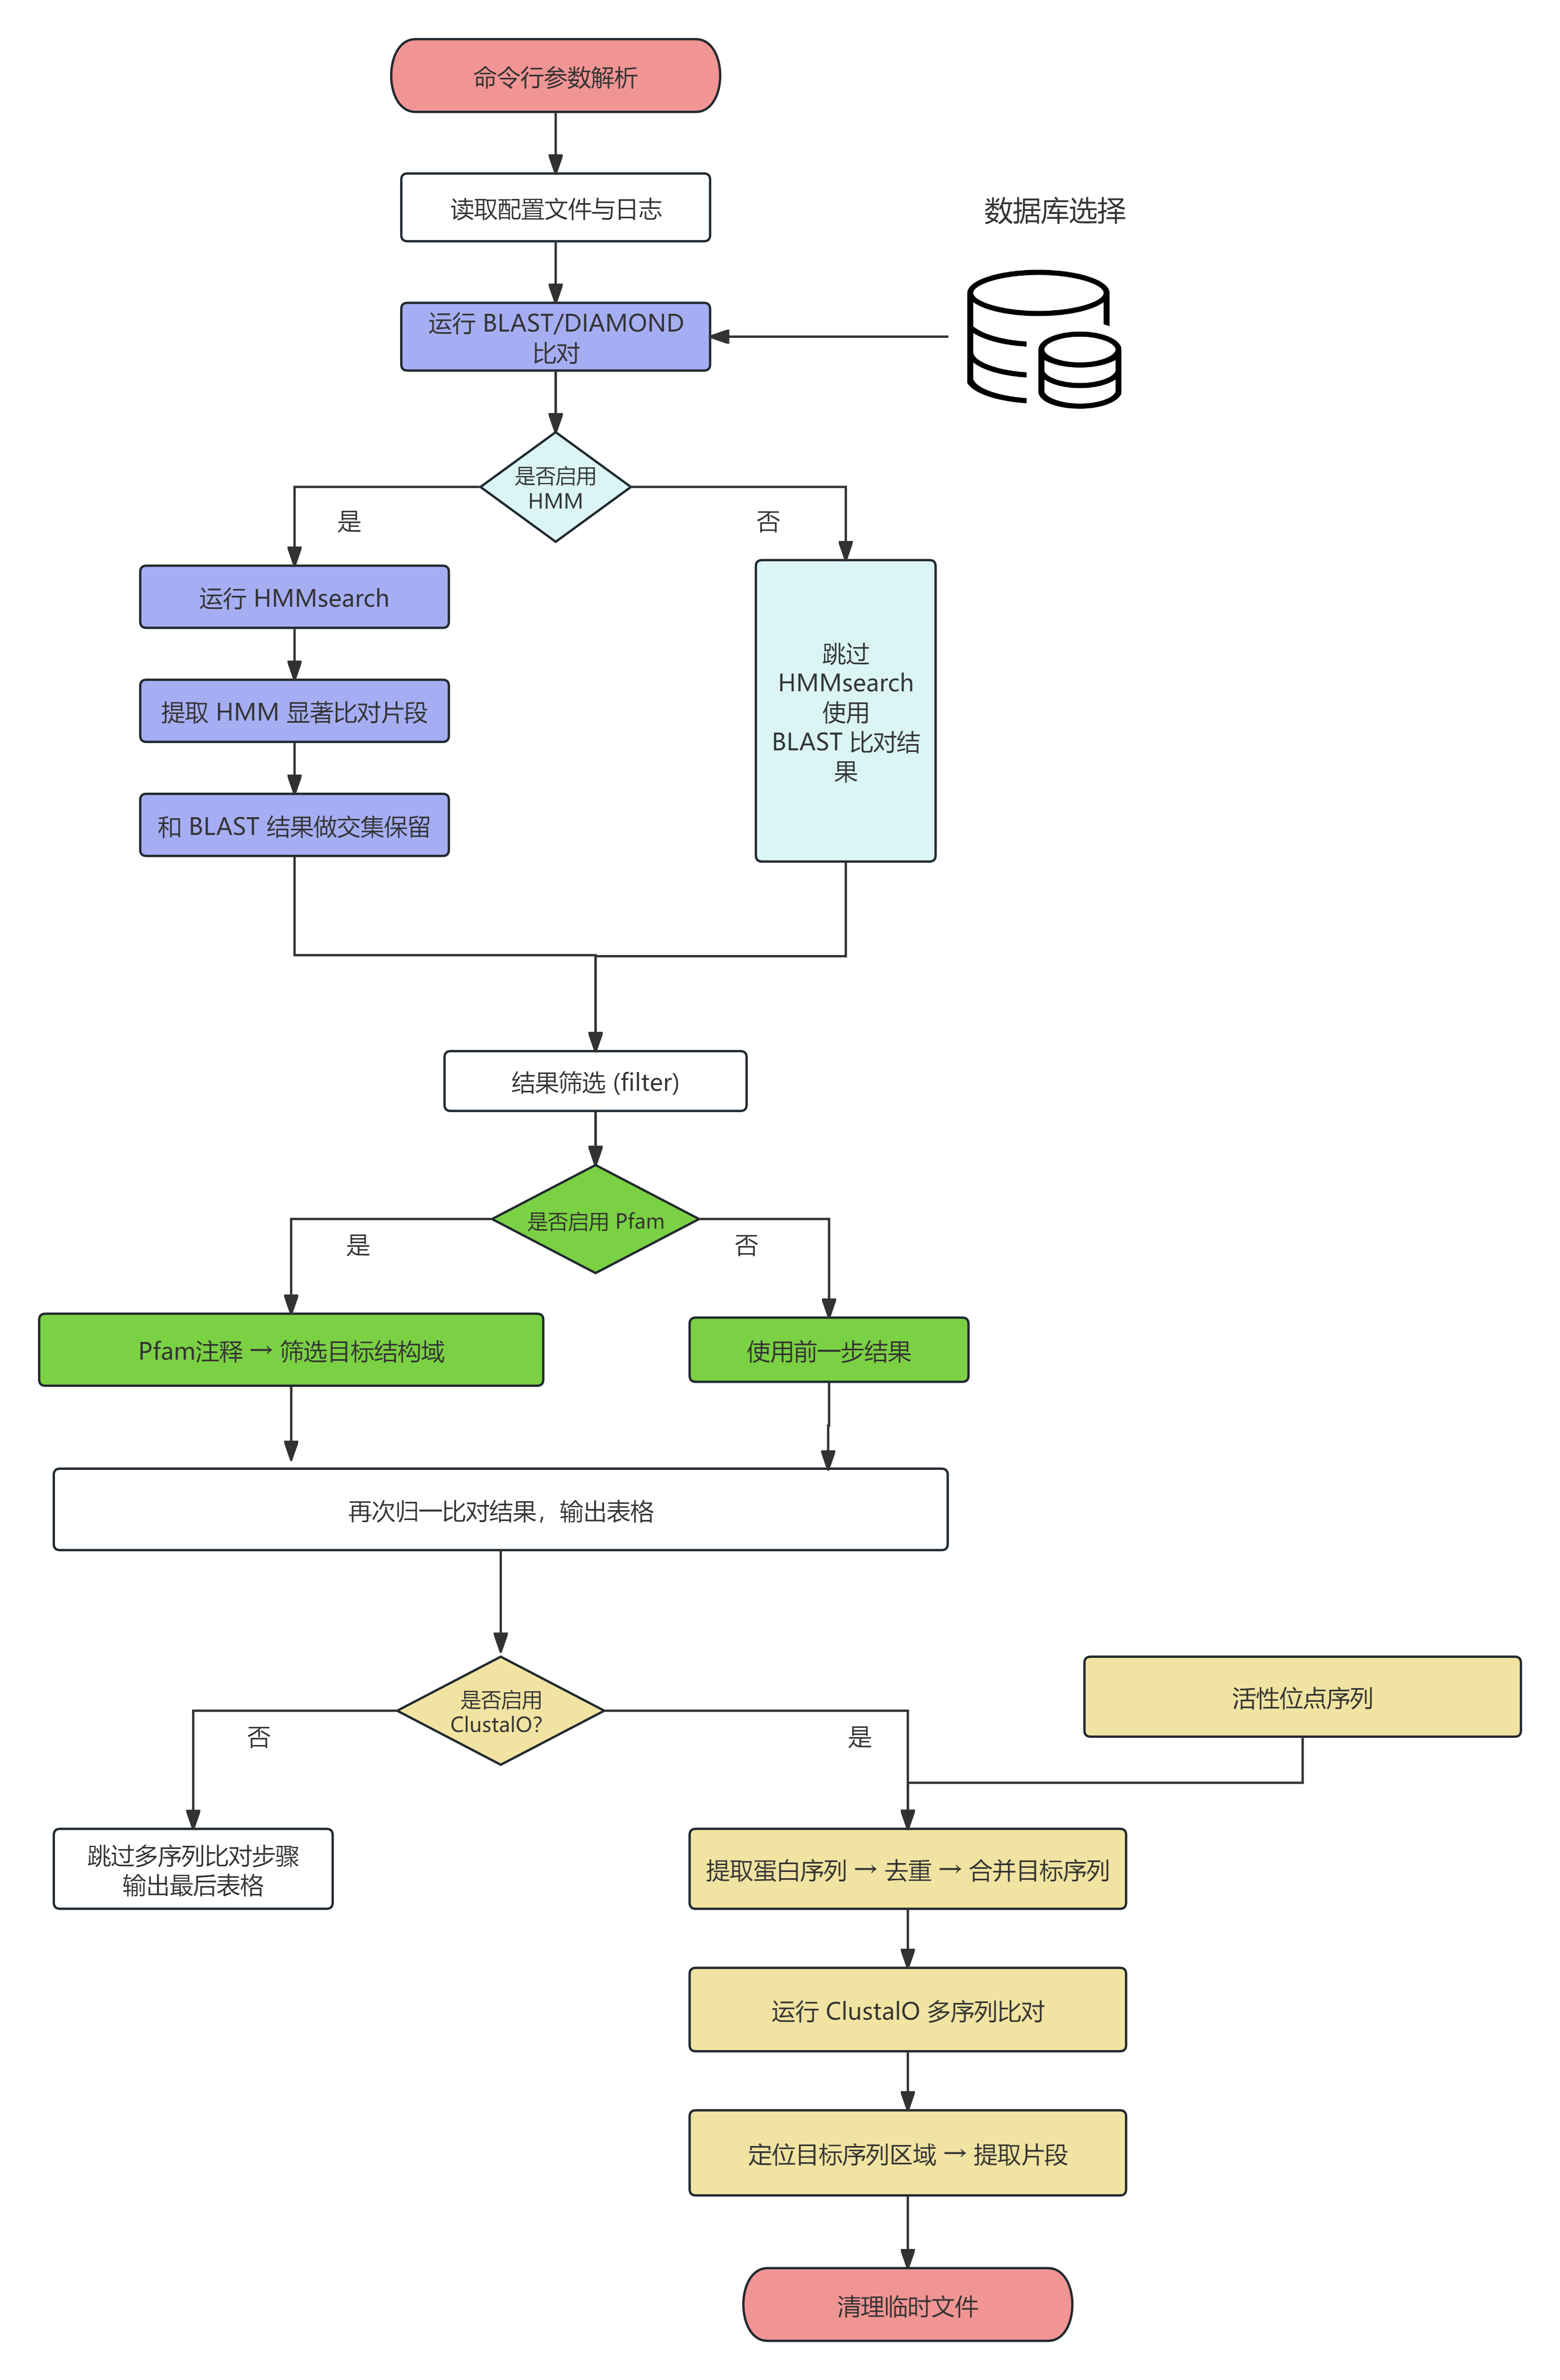 命令行参数解析
读取配置文件与日志
数据库选择
运行 BLAST/DIAMOND
比对
是否启用
HMM
是
否
运行 HMMsearch
提取 HMM 显著比对片段
和 BLAST 结果做交集保留
跳过
HMMsearch
使用
BLAST 比对结
果
结果筛选 (filter)
是否启用 Pfam
是
否
Pfam注释 → 筛选目标结构域
使用前一步结果
再次归一比对结果，输出表格
是否启用
ClustalO?
否
是
活性位点序列
跳过多序列比对步骤
输出最后表格
提取蛋白序列 → 去重 → 合并目标序列
运行 ClustalO 多序列比对
定位目标序列区域 → 提取片段
清理临时文件